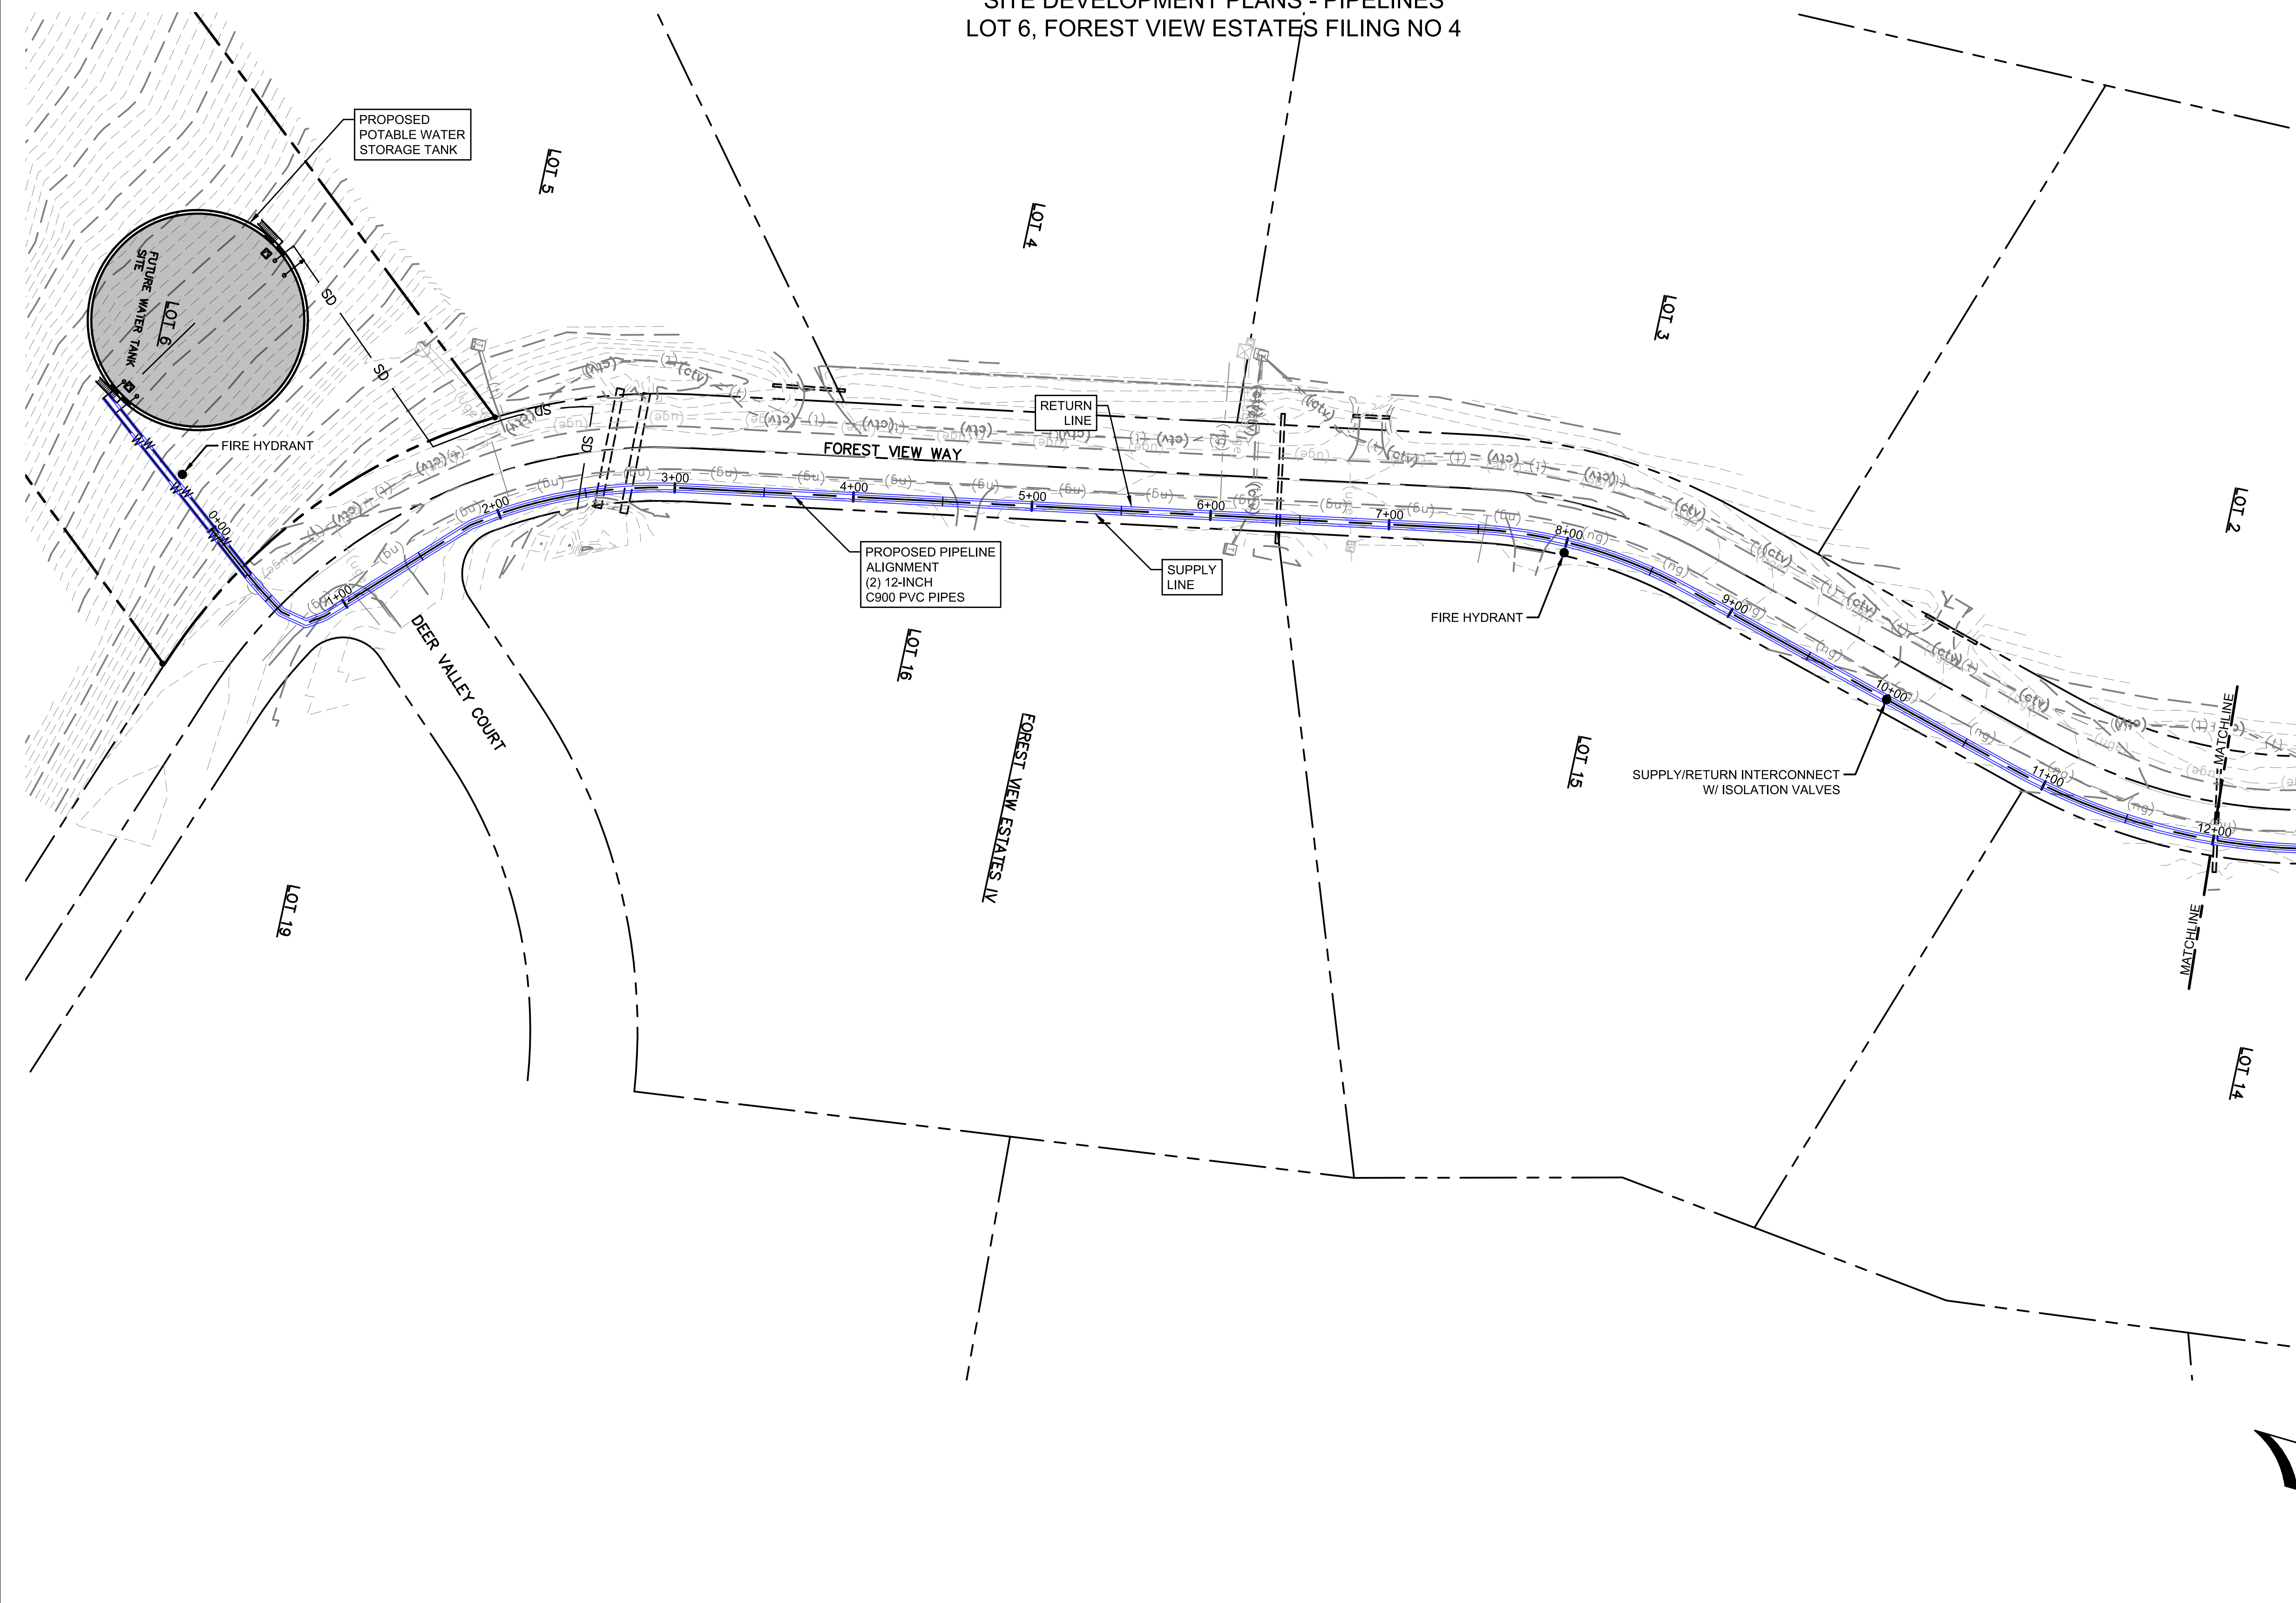 SITE DEVELOPMENT PLANS - PIPELINES
LOT 6, FOREST VIEW ESTATES FILING NO 4
PROPOSED
POTABLE WATER
STORAGE TANK
LOT 5
LOT 4
LOT 3
LOT 2
FUTURE WATER TANK
SITE
LOT 6
SD
SD
SD
SD
FIRE HYDRANT
RETURN
LINE
FOREST VIEW WAY
W
W
W
W
0+00
1+00
2+00
3+00
4+00
5+00
6+00
7+00
8+00
9+00
10+00
11+00
12+00
(ng)
(ctv)
(t)
(uge)
PROPOSED PIPELINE
ALIGNMENT
(2) 12-INCH
C900 PVC PIPES
SUPPLY
LINE
FIRE HYDRANT
DEER VALLEY COURT
LOT 16
FOREST VIEW ESTATES IV
LOT 15
SUPPLY/RETURN INTERCONNECT
W/ ISOLATION VALVES
MATCHLINE
MATCHLINE
LOT 19
LOT 14